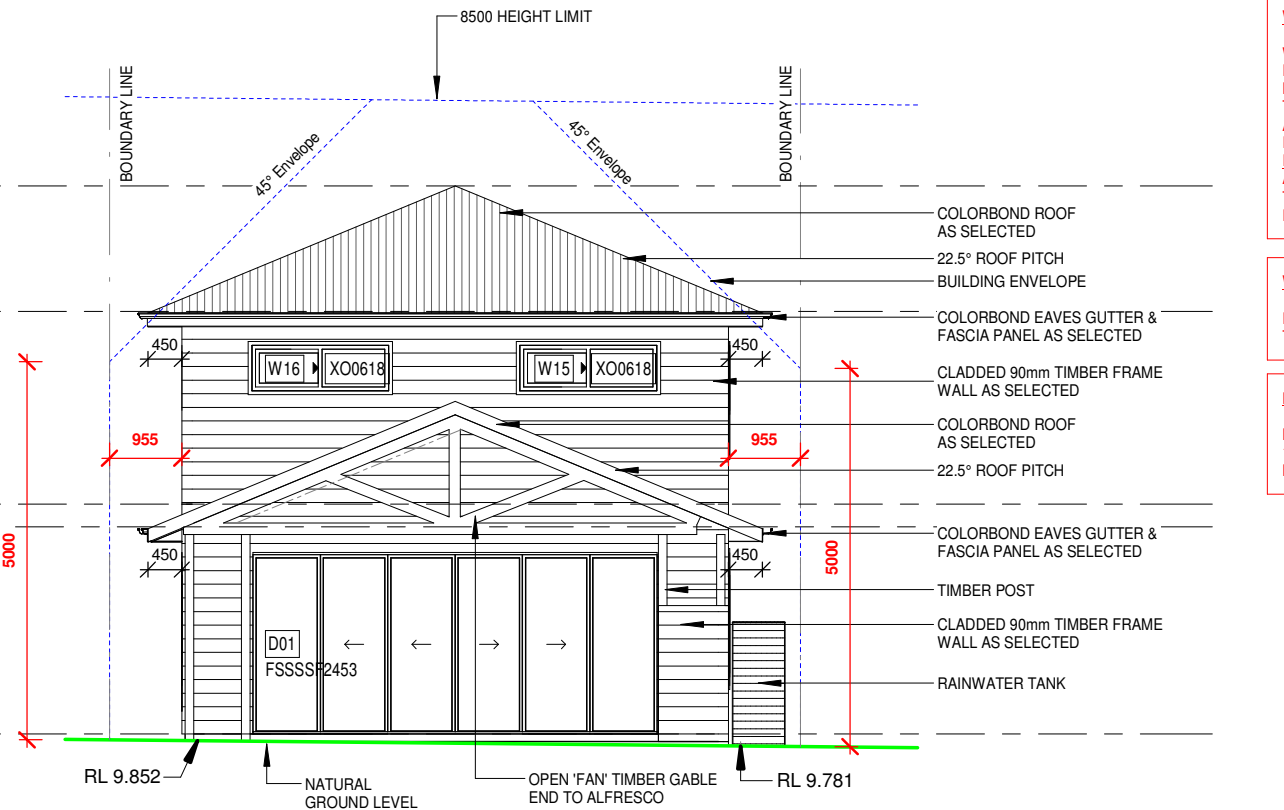 8500 HEIGHT LIMIT
BOUNDARY LINE
BOUNDARY LINE
45° Envelope
45° Envelope
COLORBOND ROOF
AS SELECTED
22.5° ROOF PITCH
BUILDING ENVELOPE
COLORBOND EAVES GUTTER &
FASCIA PANEL AS SELECTED
450
450
W16
XO0618
W15
XO0618
CLADDED 90mm TIMBER FRAME
WALL AS SELECTED
COLORBOND ROOF
AS SELECTED
955
955
22.5° ROOF PITCH
5000
5000
COLORBOND EAVES GUTTER &
FASCIA PANEL AS SELECTED
450
450
TIMBER POST
CLADDED 90mm TIMBER FRAME
WALL AS SELECTED
D01
FSSSSF2453
RAINWATER TANK
RL 9.852
NATURAL
GROUND LEVEL
OPEN 'FAN' TIMBER GABLE
END TO ALFRESCO
RL 9.781